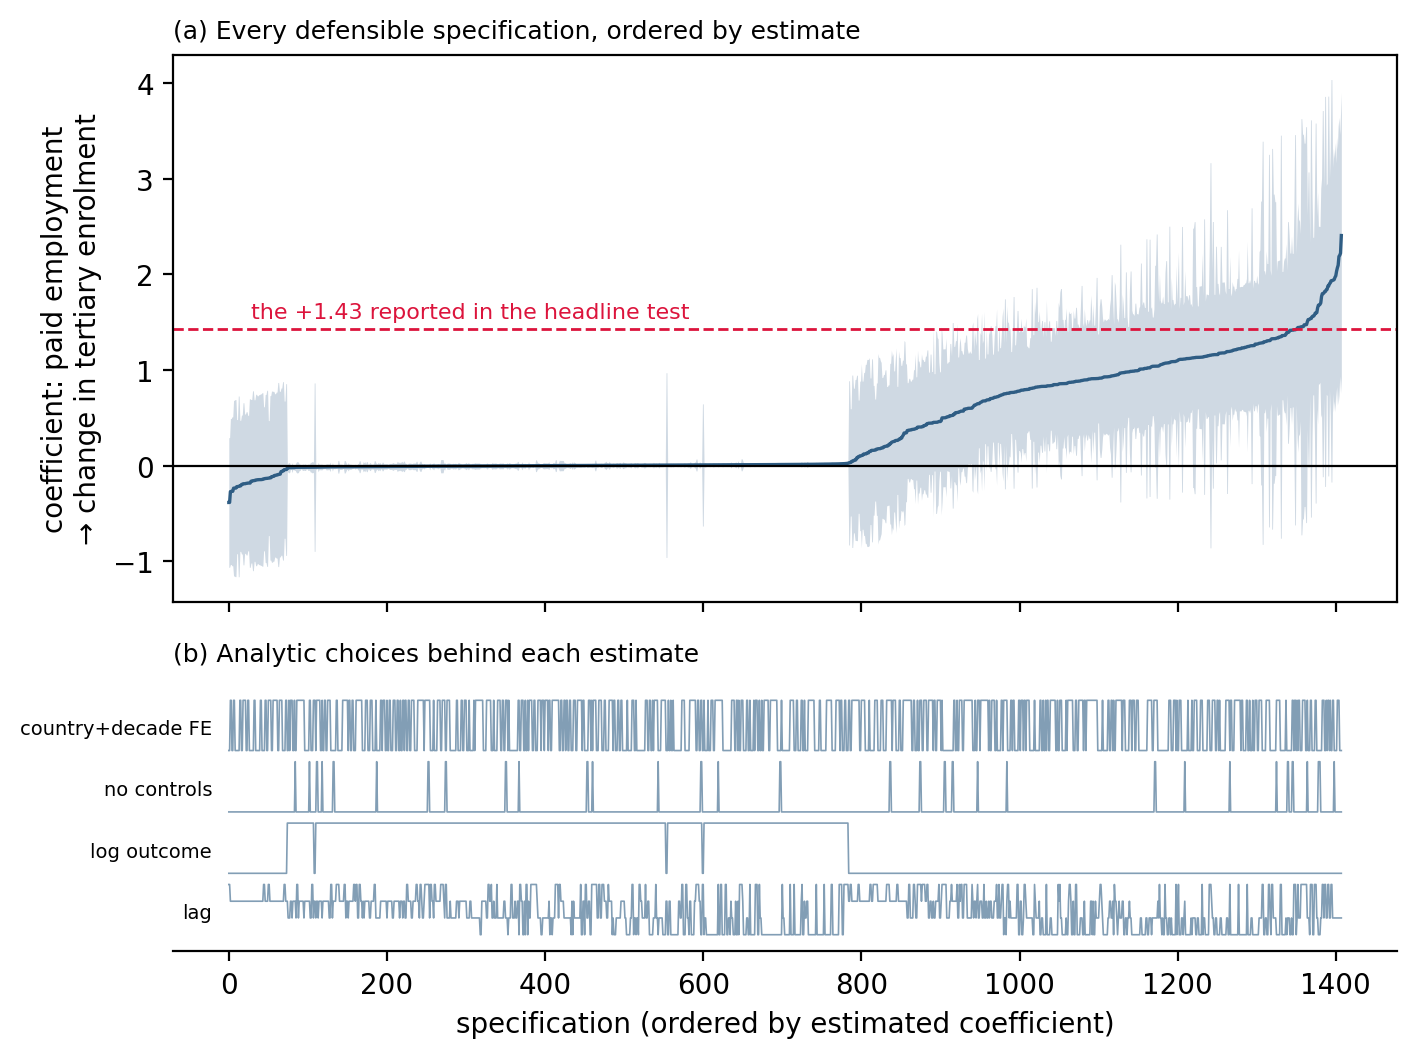 (a) Every defensible specification, ordered by estimate
coefficient: paid employment
→ change in tertiary enrolment
4
3
2
1
0
−1
the +1.43 reported in the headline test
(b) Analytic choices behind each estimate
country+decade FE
no controls
log outcome
lag
0 200 400 600 800 1000 1200 1400
specification (ordered by estimated coefficient)